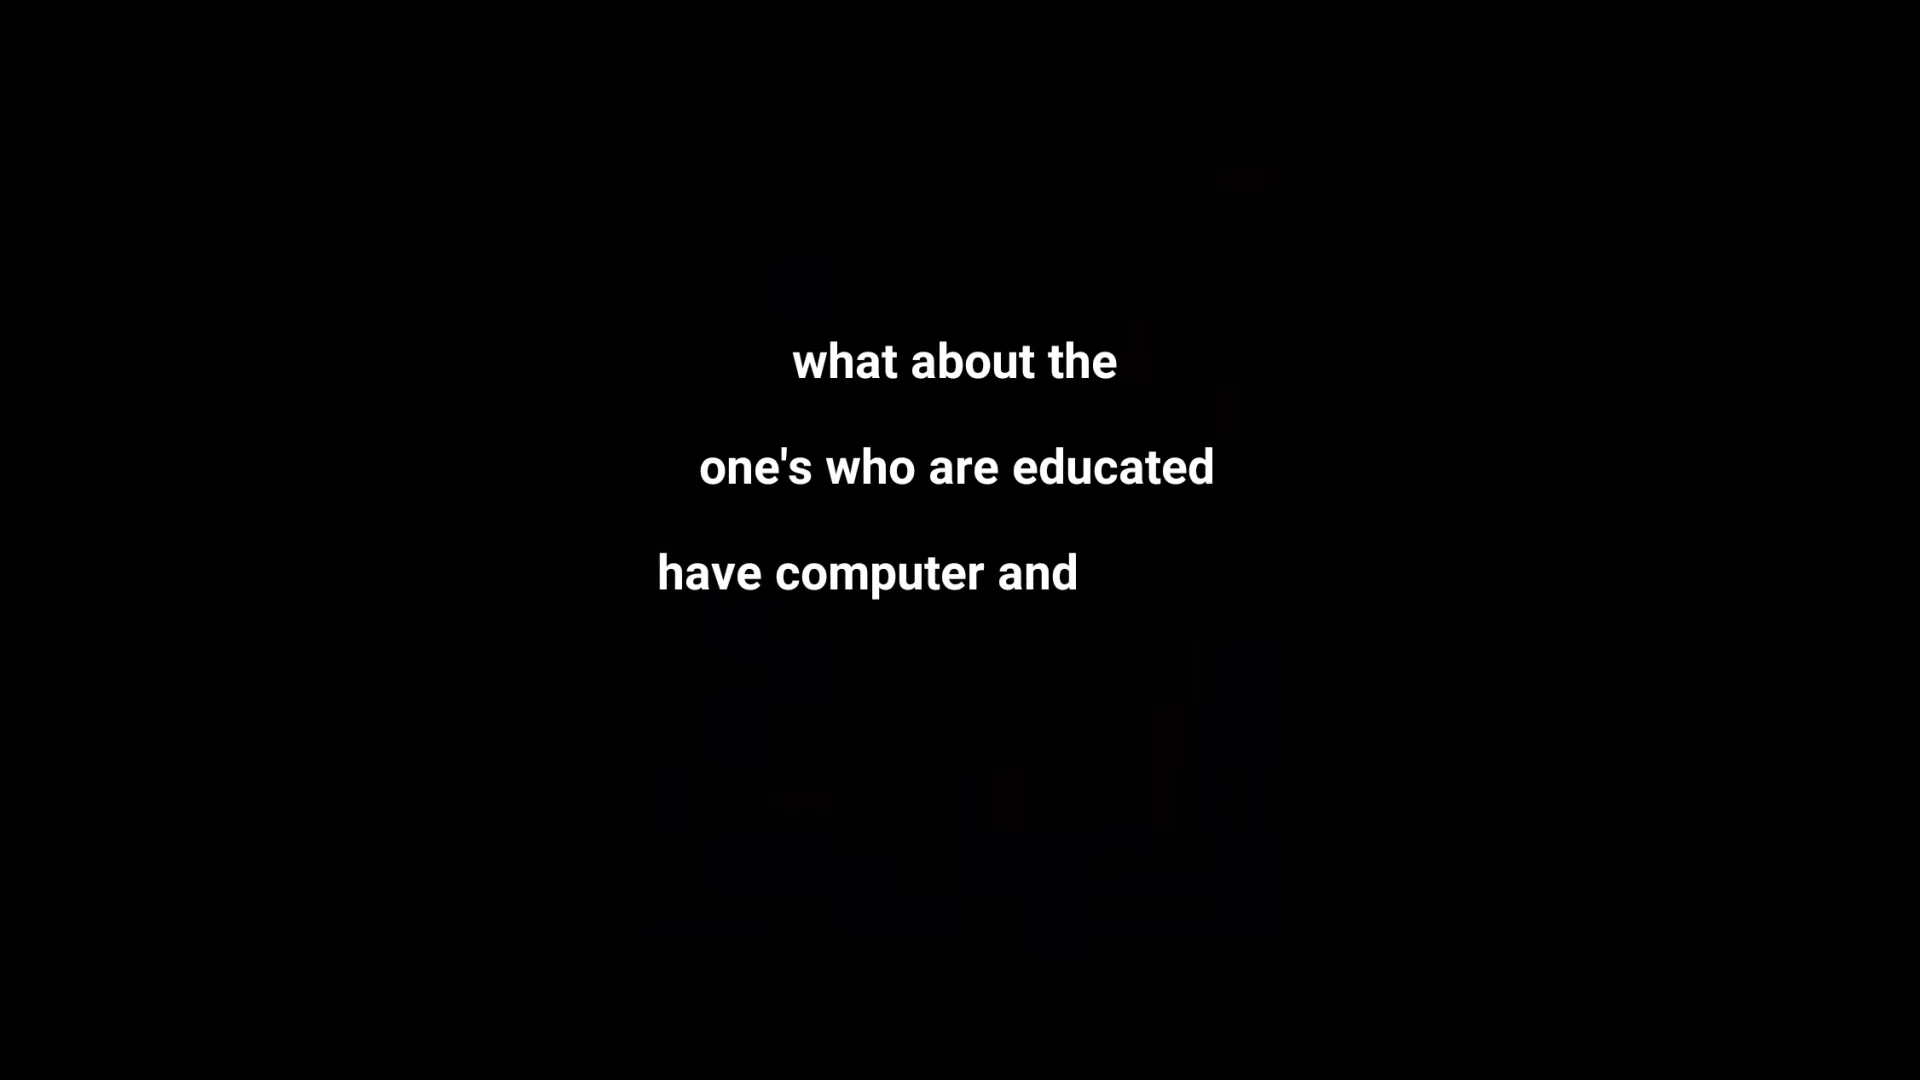 what about the
one's who are educated
have computer and